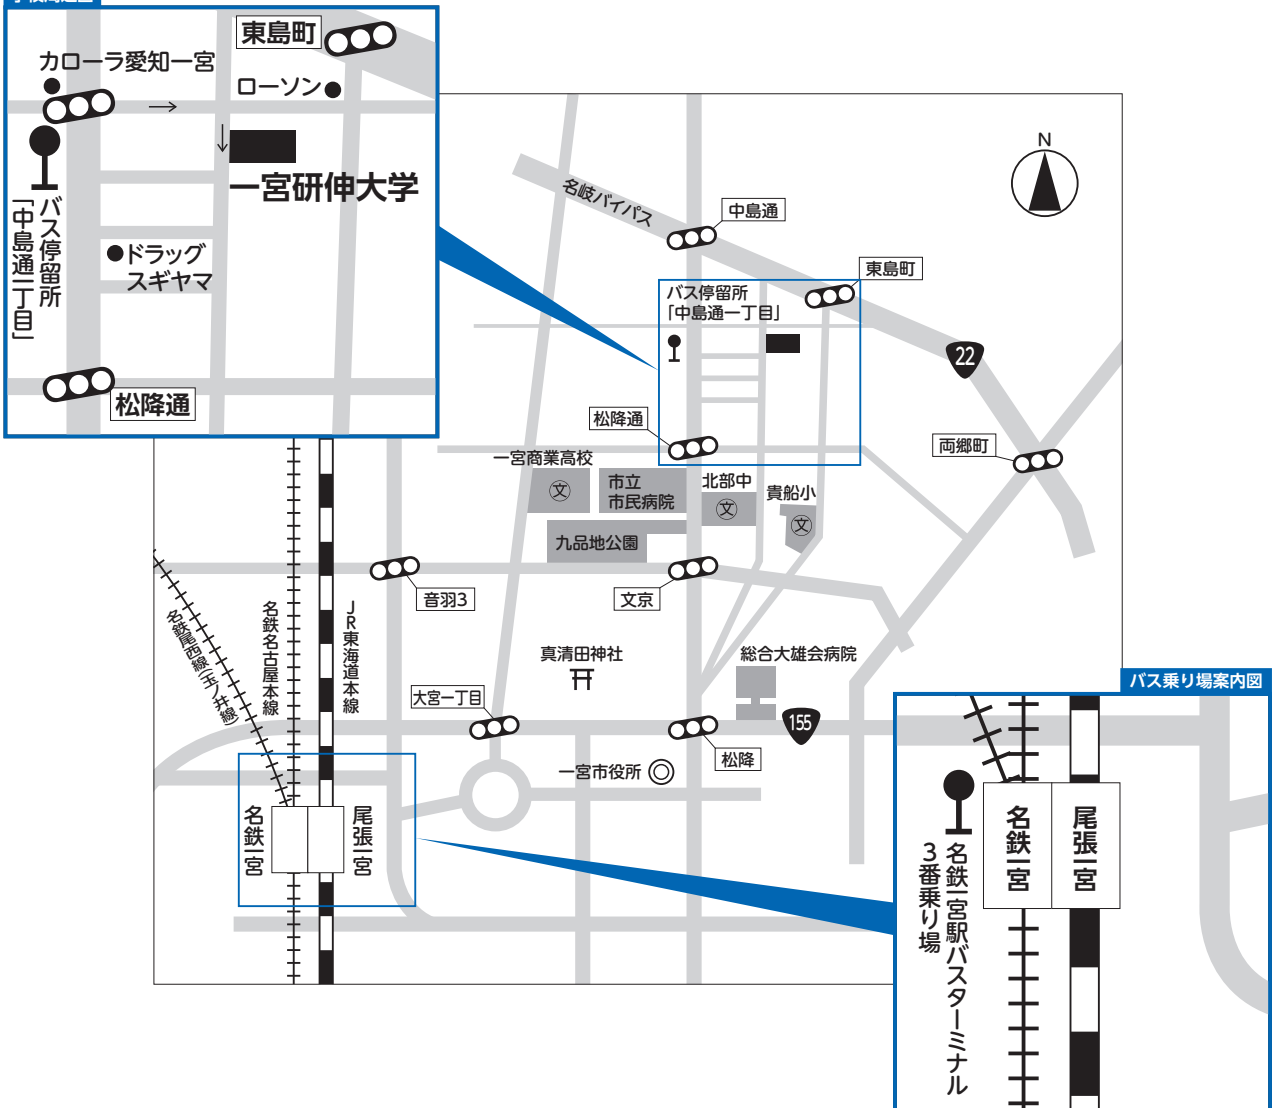 東島町
カローラ愛知一宮
ローソン
一宮研伸大学
バス停留所
「中島通一丁目」
ドラッグ
スギヤマ
松降通
N
名岐バイパス
中島通
東島町
バス停留所
「中島通一丁目」
22
松降通
両郷町
一宮商業高校
文
市立
市民病院
北部中
文
貴船小
文
九品地公園
音羽3
文京
名鉄尾西線(玉ノ井線)
名鉄名古屋本線
JR東海道本線
真清田神社
総合大雄会病院
大宮一丁目
155
松降
一宮市役所
名鉄一宮
尾張一宮
バス乗り場案内図
名鉄一宮
尾張一宮
名鉄一宮駅バスターミナル
3番乗り場